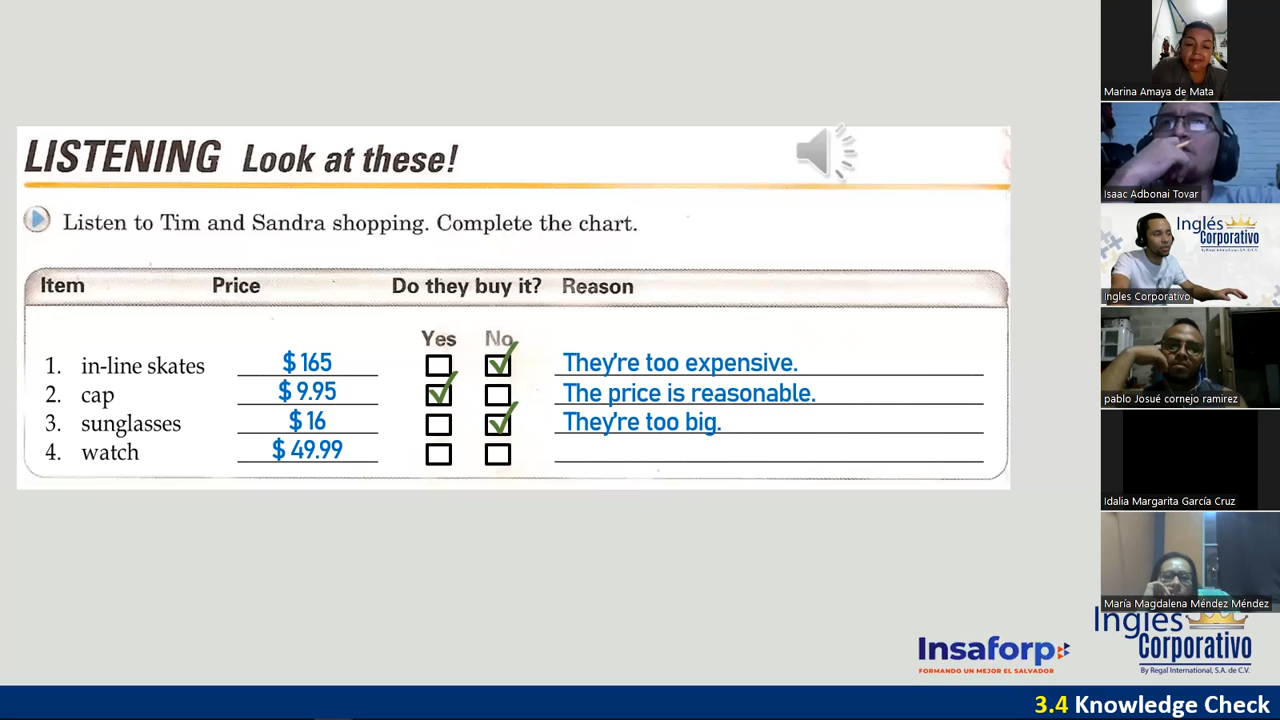 LISTENING Look at these!
Listen to Tim and Sandra shopping. Complete the chart.
Item Price Do they buy it? Reason
Yes No
1. in-line skates $ 165 They're too expensive.
2. cap $ 9.95 The price is reasonable.
3. sunglasses $ 16 They're too big.
4. watch $ 49.99
Marina Amaya de Mata
Isaac Adbonai Tovar
Inglés
Corporativo
By Regal International, S.A. de C.V.
Ingles Corporativo
pablo Josué cornejo ramirez
Idalia Margarita García Cruz
María Magdalena Méndez Méndez
Insaforp
FORMANDO UN MEJOR EL SALVADOR
Inglés
Corporativo
By Regal International, S.A. de C.V.
3.4 Knowledge Check